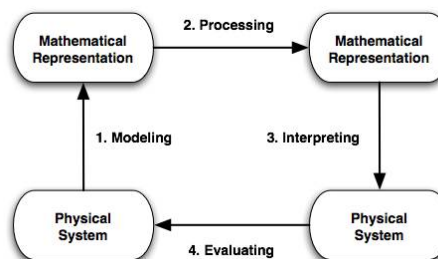 2. Processing
Mathematical
Representation
Mathematical
Representation
1. Modeling
3. Interpreting
Physical
System
Physical
System
4. Evaluating